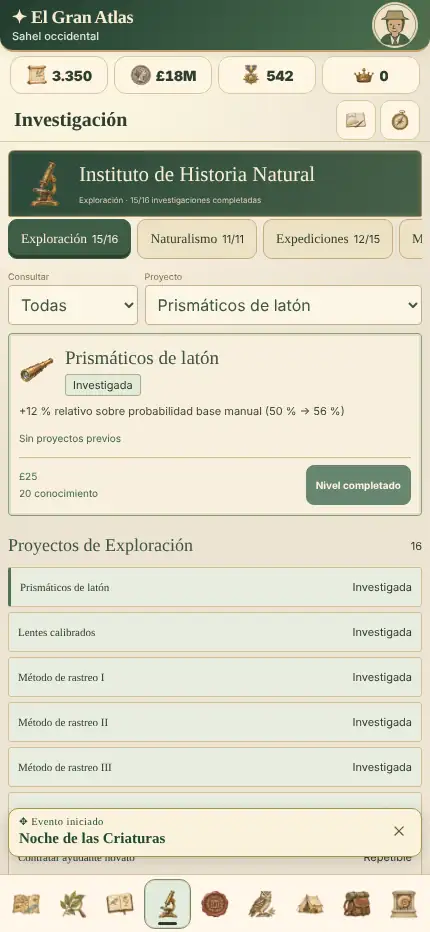 ✦ El Gran Atlas
Sahel occidental
3.350
£18M
542
0
Investigación
Instituto de Historia Natural
Exploración · 15/16 investigaciones completadas
Exploración 15/16
Naturalismo 11/11
Expediciones 12/15
M
Consultar
Proyecto
Todas
Prismáticos de latón
Prismáticos de latón
Investigada
+12 % relativo sobre probabilidad base manual (50 % → 56 %)
Sin proyectos previos
£25
20 conocimiento
Nivel completado
Proyectos de Exploración
16
Prismáticos de latón
Investigada
Lentes calibrados
Investigada
Método de rastreo I
Investigada
Método de rastreo II
Investigada
Método de rastreo III
Investigada
✥ Evento iniciado
Noche de las Criaturas
Contratar ayudante novato
Repetible